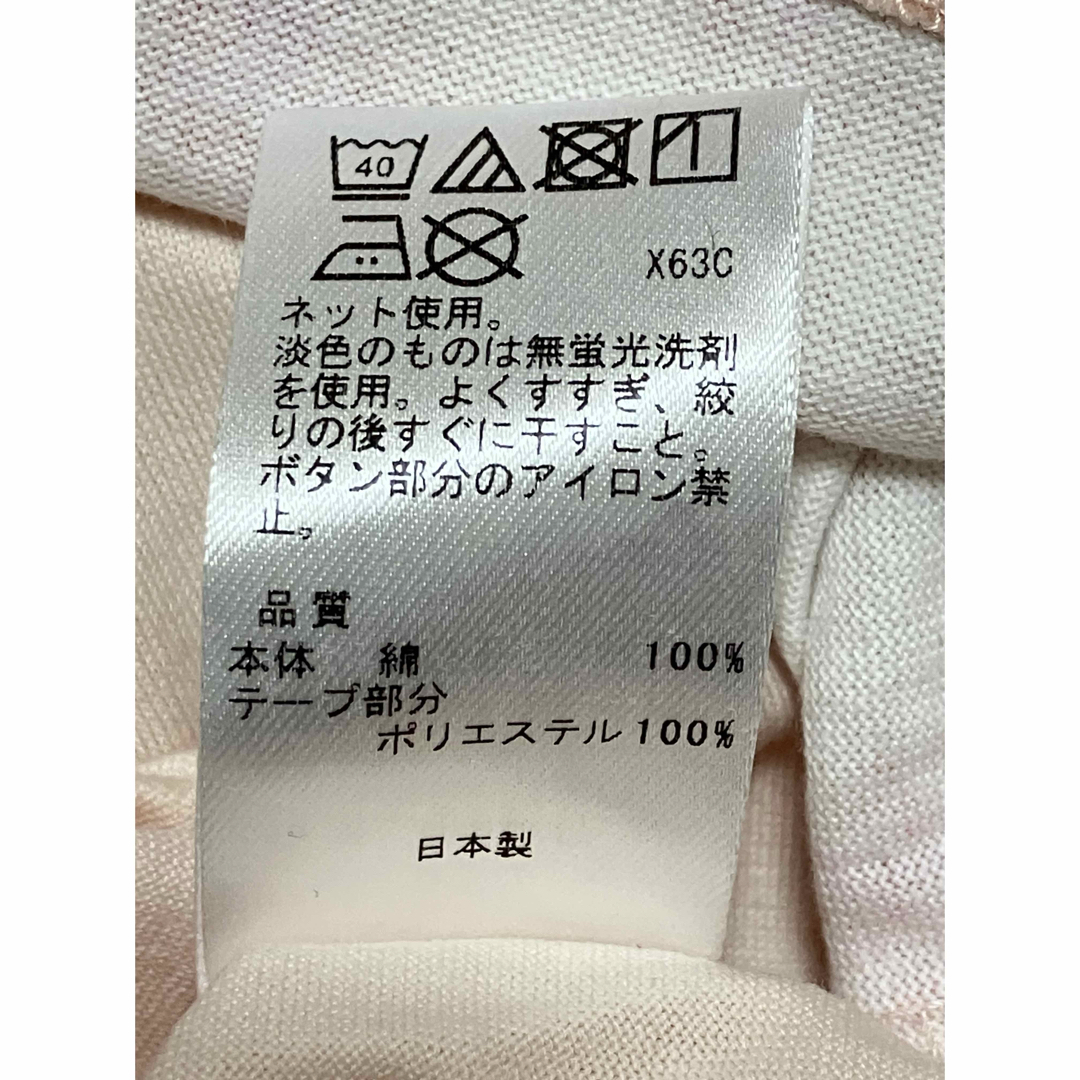 40
X63C
ネット使用。
淡色のものは無蛍光洗剤
を使用。よくすすぎ、絞
りの後すぐに干すこと。
ボタン部分のアイロン禁
止。
品質
本体 綿 100%
テープ部分
ポリエステル100%
日本製